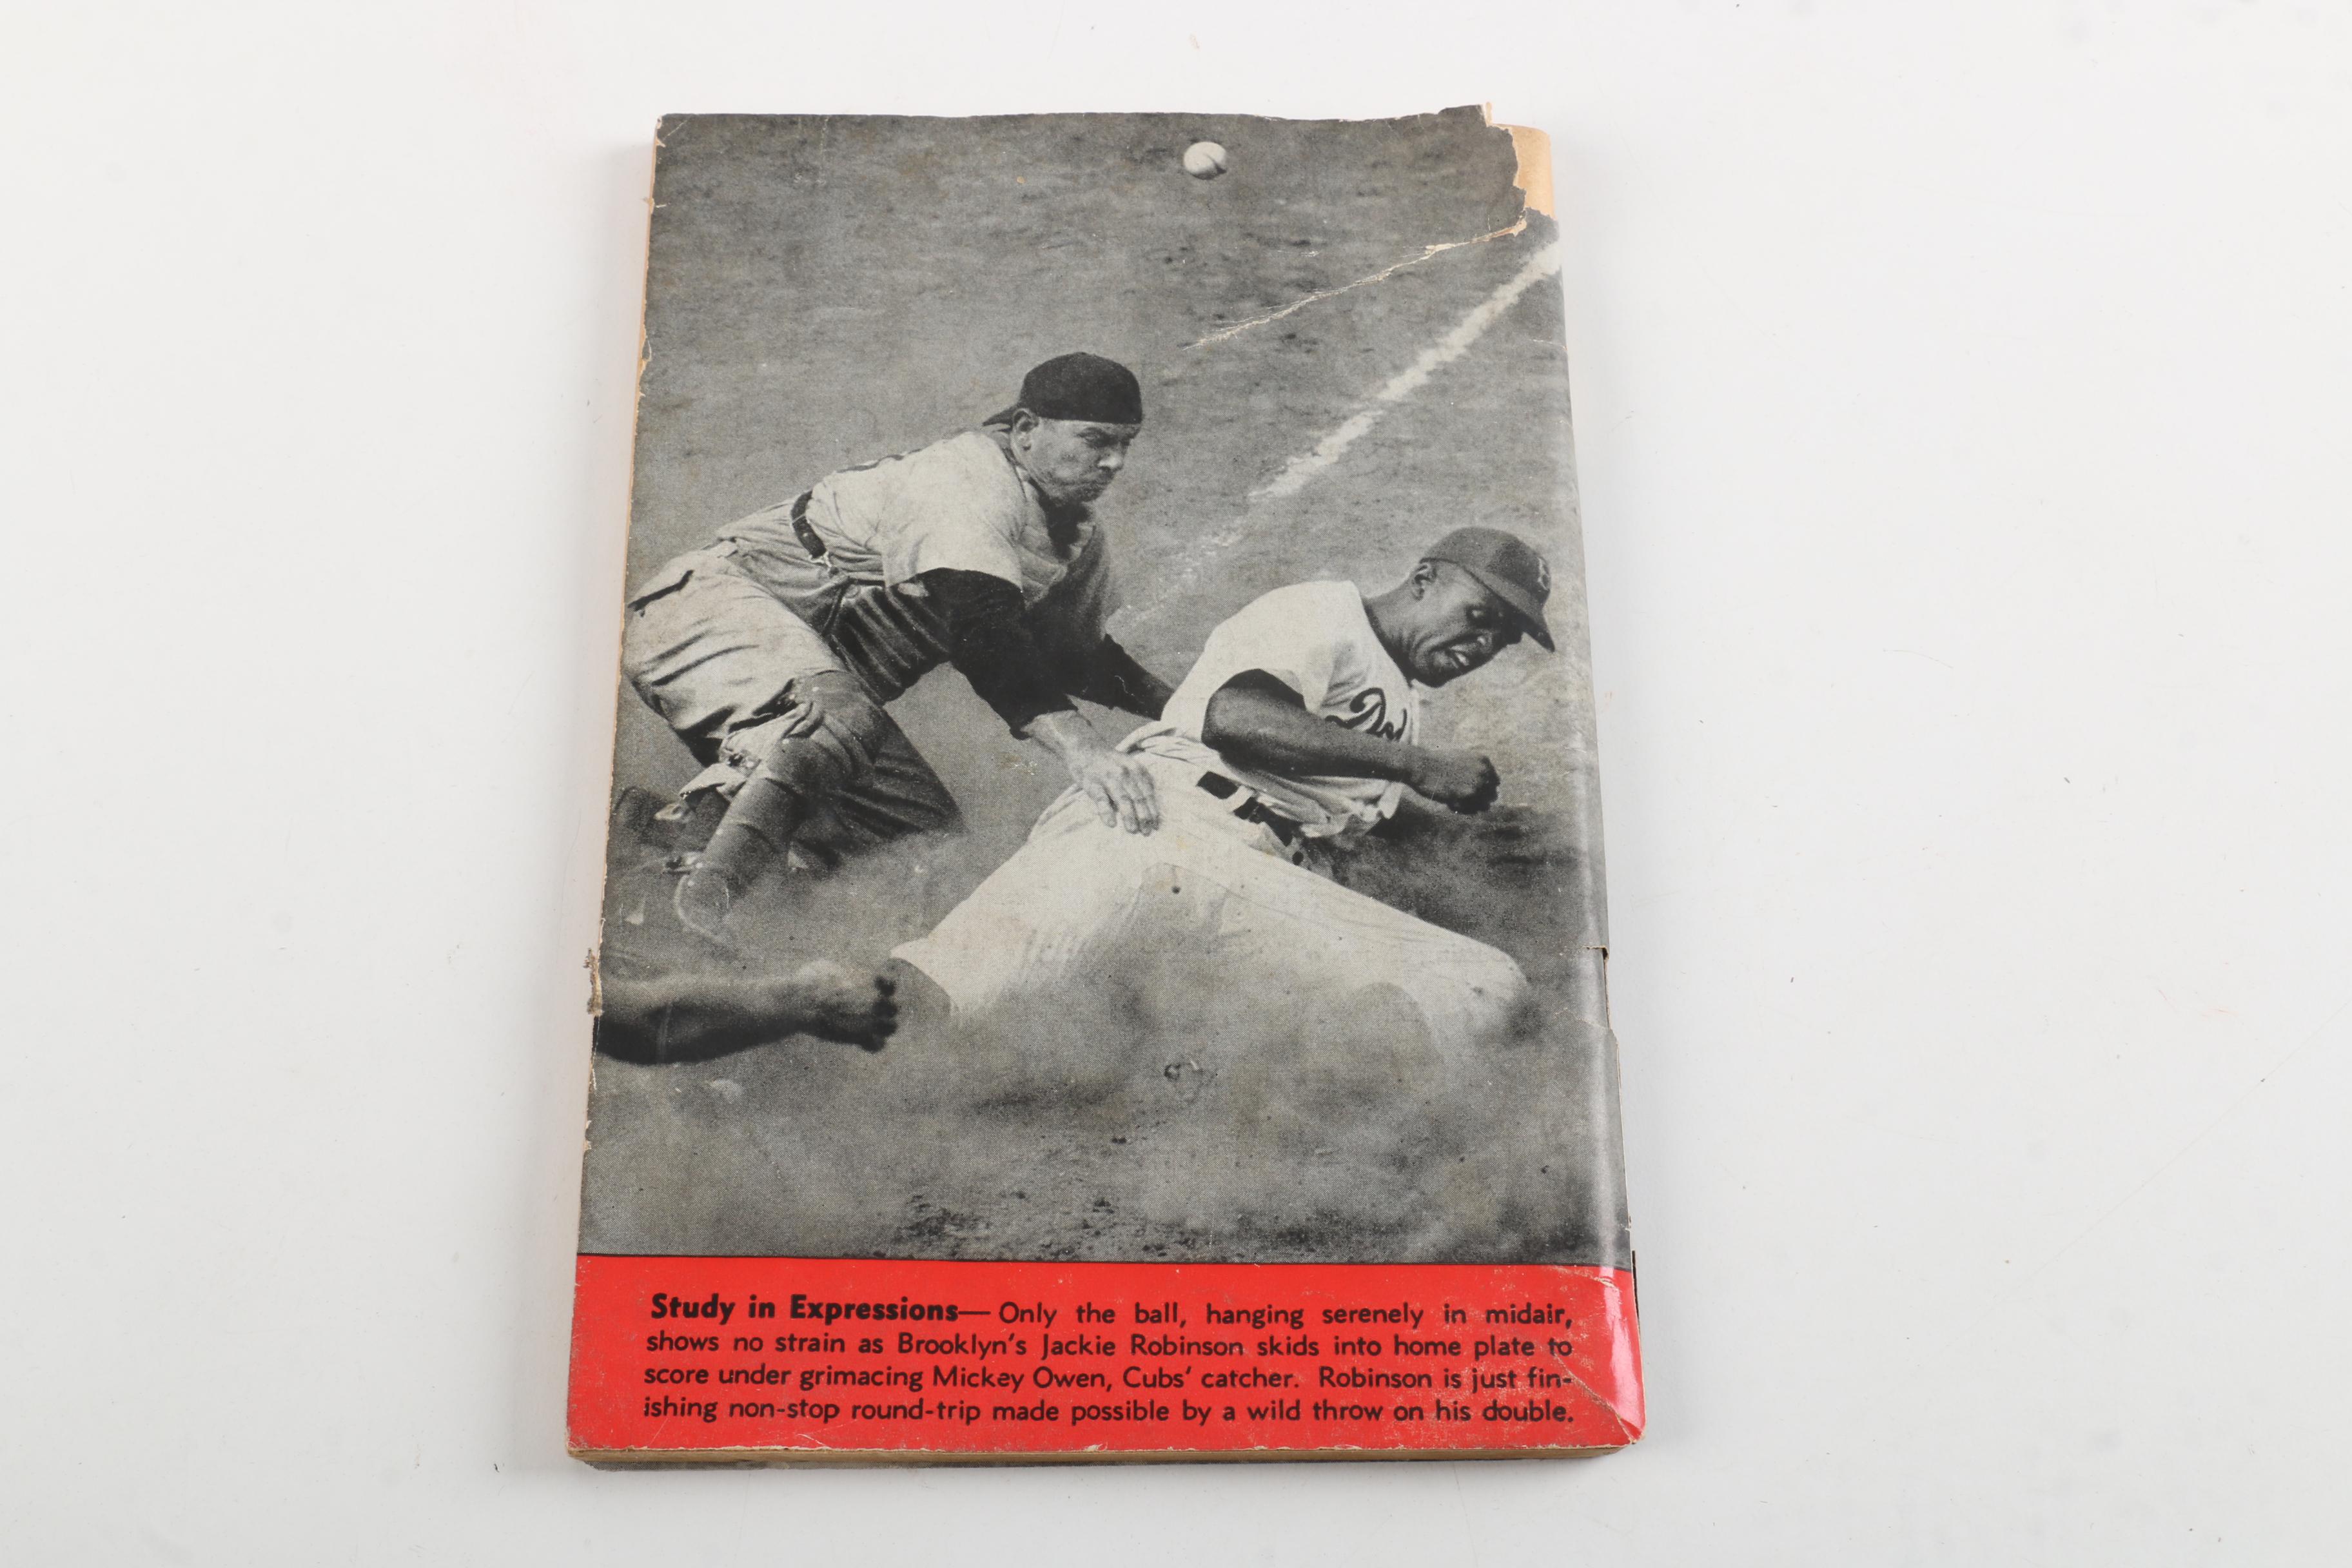 Study in Expressions— Only the ball, hanging serenely in midair,
shows no strain as Brooklyn's Jackie Robinson skids into home plate to
score under grimacing Mickey Owen, Cubs' catcher. Robinson is just fin-
ishing non-stop round-trip made possible by a wild throw on his double.